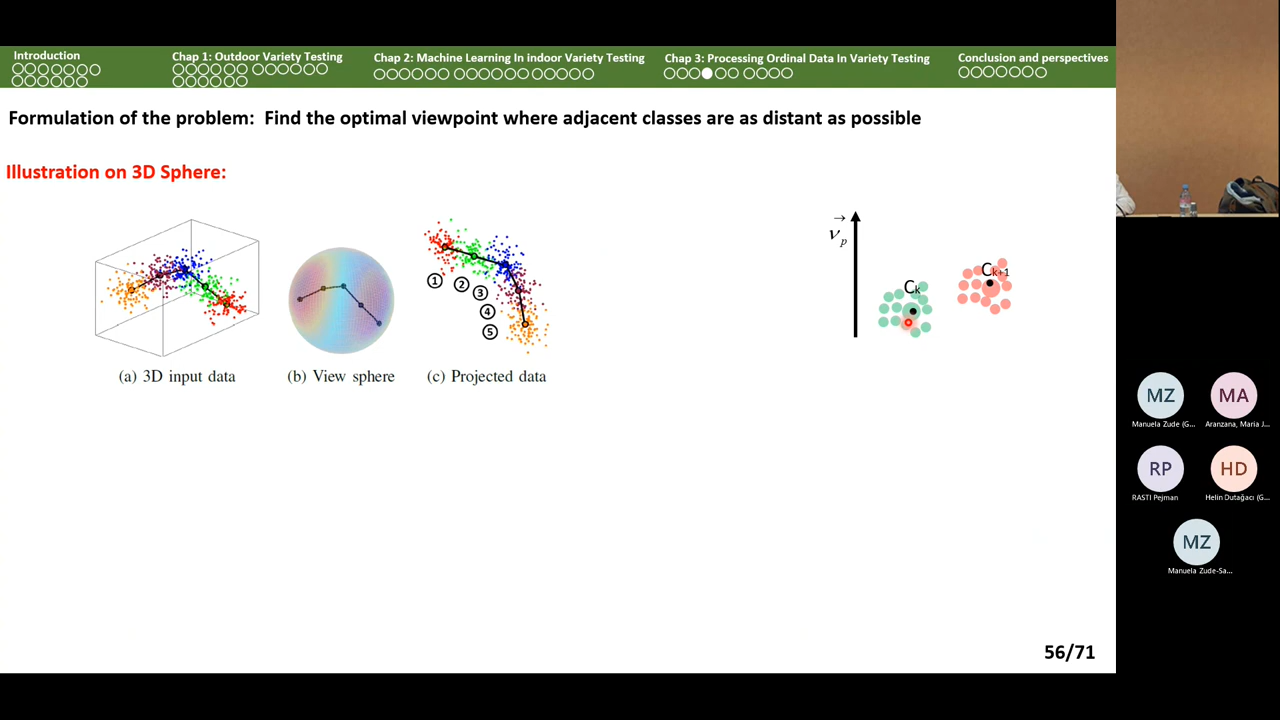 Introduction
Chap 1: Outdoor Variety Testing
Chap 2: Machine Learning In indoor Variety Testing
Chap 3: Processing Ordinal Data In Variety Testing
Conclusion and perspectives
Formulation of the problem: Find the optimal viewpoint where adjacent classes are as distant as possible
Illustration on 3D Sphere:
1
2
3
4
5
(a) 3D input data
(b) View sphere
(c) Projected data
νp
Ck
Ck+1
56/71
MZ
Manuela Zude (G...
MA
Aranzana, Maria J...
RP
RASTI Pejman
HD
Helin Dutağacı (G...
MZ
Manuela Zude-Sa...